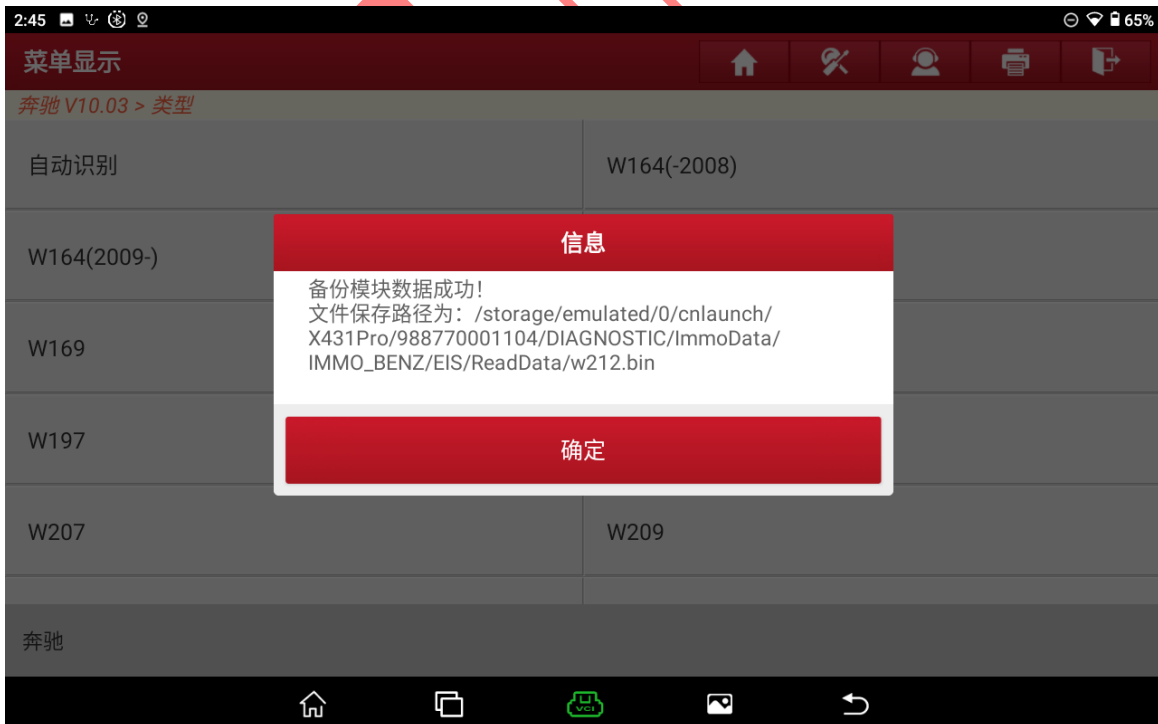 2:45
65%
菜单显示
奔驰 V10.03 > 类型
自动识别
W164(-2008)
W164(2009-)
信息
备份模块数据成功！
文件保存路径为：/storage/emulated/0/cnlaunch/
X431Pro/988770001104/DIAGNOSTIC/ImmoData/
IMMO_BENZ/EIS/ReadData/w212.bin
W169
确定
W197
W207
W209
奔驰
VCI